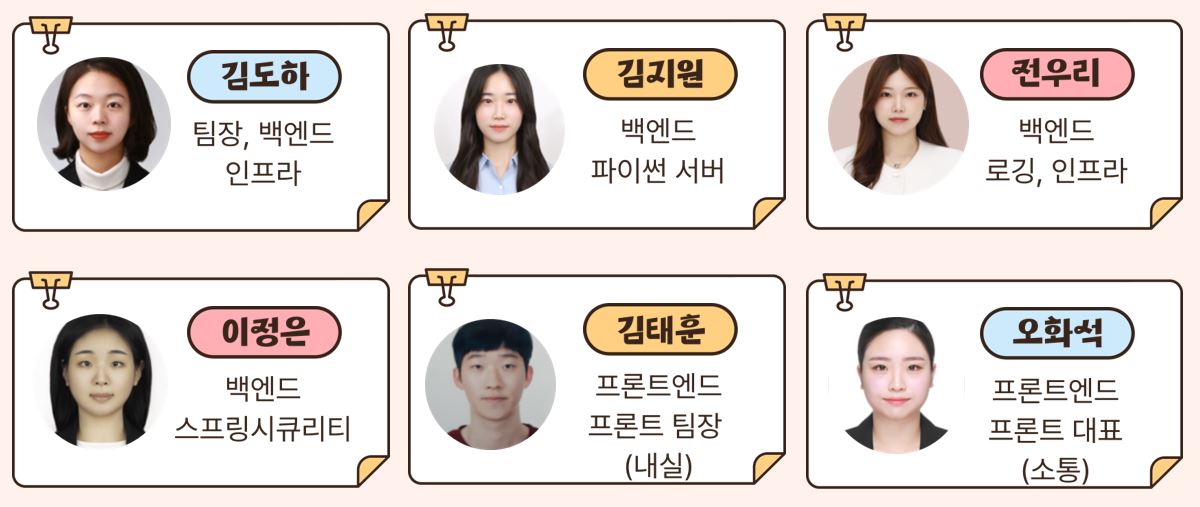 김도하
팀장, 백엔드
인프라
김지원
백엔드
파이썬 서버
전우리
백엔드
로깅, 인프라
이정은
백엔드
스프링시큐리티
김태훈
프론트엔드
프론트 팀장
(내실)
오화석
프론트엔드
프론트 대표
(소통)